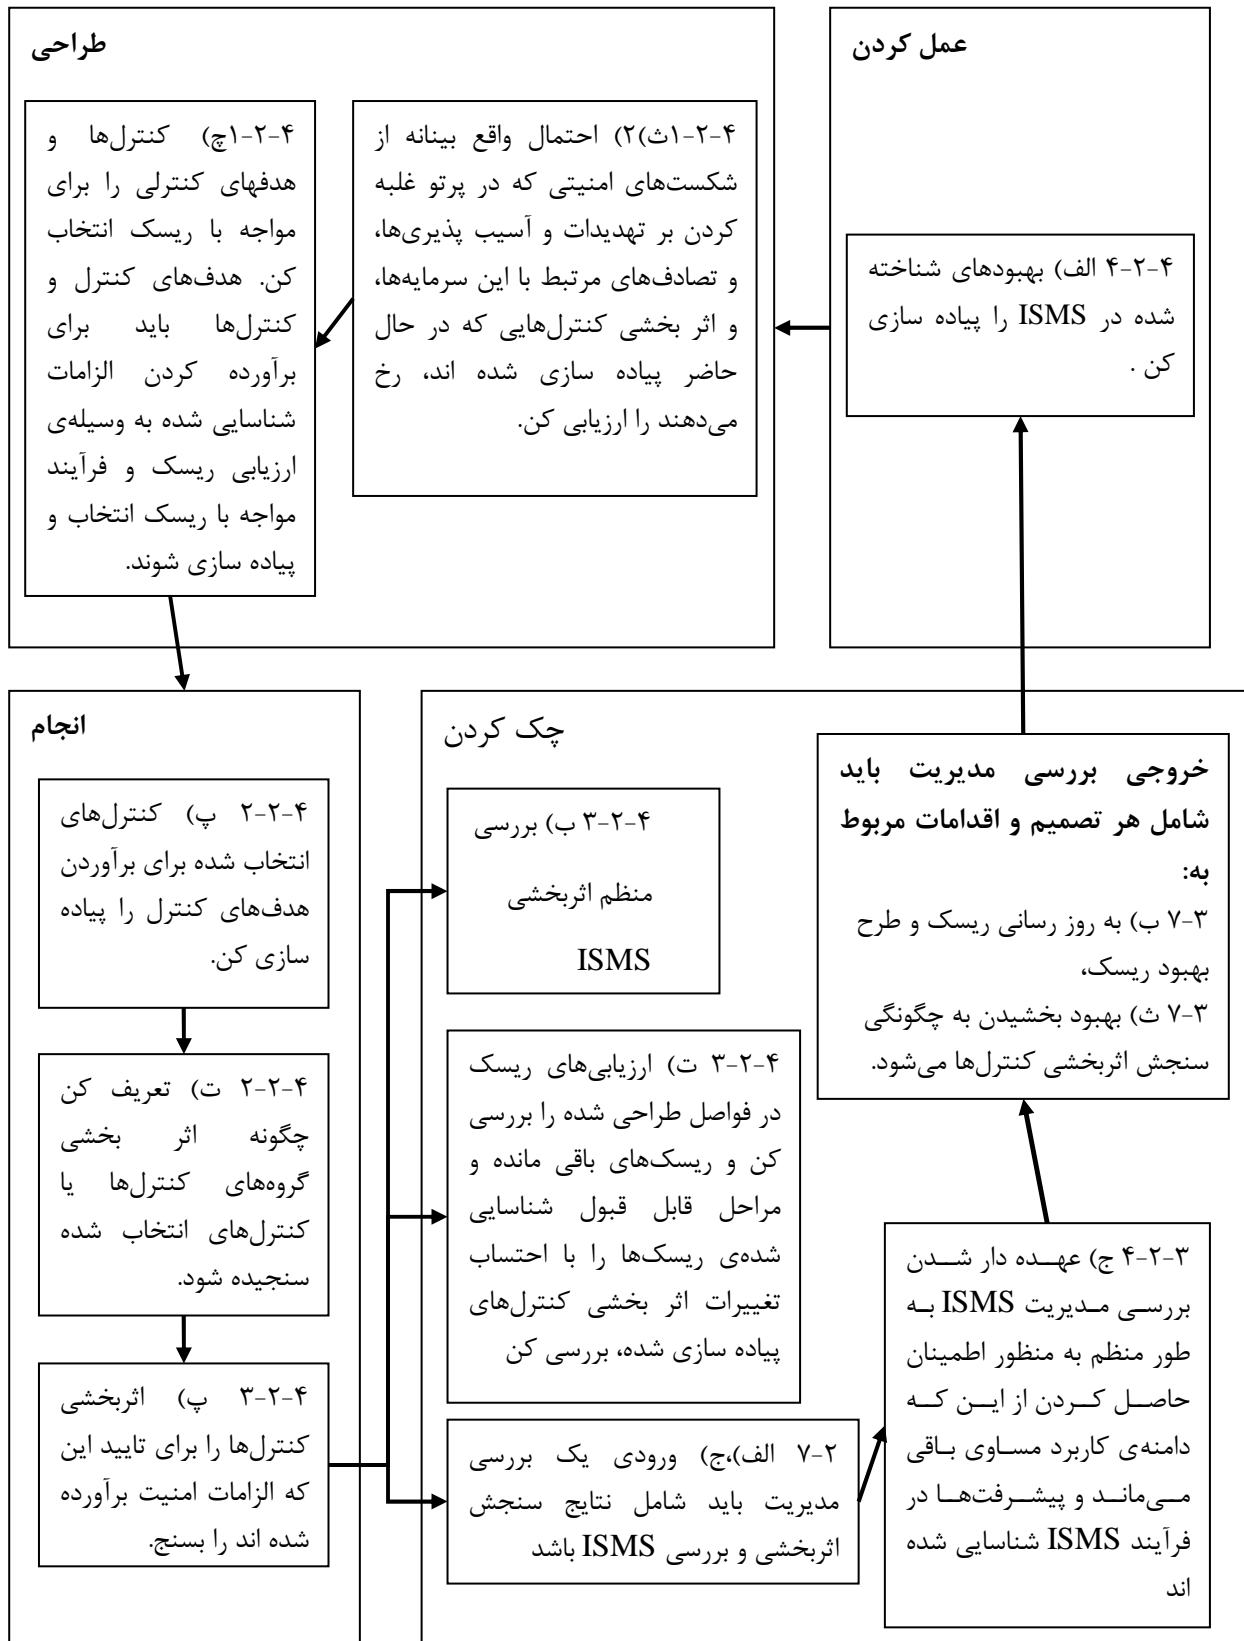 عمل کردن
۴-۲-۴ الف) بهبودهای شناخته
شده در ISMS را پیاده سازی
کن .
طراحی
۴-۲-۱ث)۲) احتمال واقع بینانه از
شکست‌های امنیتی که در پرتو غلبه
کردن بر تهدیدات و آسیب پذیری‌ها،
و تصادف‌های مرتبط با این سرمایه‌ها،
و اثر بخشی کنترل‌هایی که در حال
حاضر پیاده سازی شده اند، رخ
می‌دهند را ارزیابی کن.
۴-۲-۱چ) کنترل‌ها و
هدفهای کنترلی را برای
مواجه با ریسک انتخاب
کن. هدف‌های کنترل و
کنترل‌ها باید برای
برآورده کردن الزامات
شناسایی شده به وسیله‌ی
ارزیابی ریسک و فرآیند
مواجه با ریسک انتخاب و
پیاده سازی شوند.
انجام
۴-۲-۲ پ) کنترل‌های
انتخاب شده برای برآوردن
هدف‌های کنترل را پیاده
سازی کن.
۴-۲-۲ ت) تعریف کن
چگونه اثر بخشی
گروه‌های کنترل‌ها یا
کنترل‌های انتخاب شده
سنجیده شود.
۴-۲-۳ پ) اثربخشی
کنترل‌ها را برای تایید این
که الزامات امنیت برآورده
شده اند را بسنج.
چک کردن
۴-۲-۳ ب) بررسی
منظم اثربخشی
ISMS
۴-۲-۳ ت) ارزیابی‌های ریسک
در فواصل طراحی شده را بررسی
کن و ریسک‌های باقی مانده و
مراحل قابل قبول شناسایی
شده‌ی ریسک‌ها را با احتساب
تغییرات اثر بخشی کنترل‌های
پیاده سازی شده، بررسی کن
۷-۲ الف)،ج) ورودی یک بررسی
مدیریت باید شامل نتایج سنجش
اثربخشی و بررسی ISMS باشد
۴-۲-۳ ج) عهده دار شدن
بررسی مدیریت ISMS به
طور منظم به منظور اطمینان
حاصل کردن از این که
دامنه‌ی کاربرد مساوی باقی
می‌ماند و پیشرفت‌ها در
فرآیند ISMS شناسایی شده
اند
خروجی بررسی مدیریت باید
شامل هر تصمیم و اقدامات مربوط
به:
۷-۳ ب) به روز رسانی ریسک و طرح
بهبود ریسک،
۷-۳ ث) بهبود بخشیدن به چگونگی
سنجش اثربخشی کنترل‌ها می‌شود.